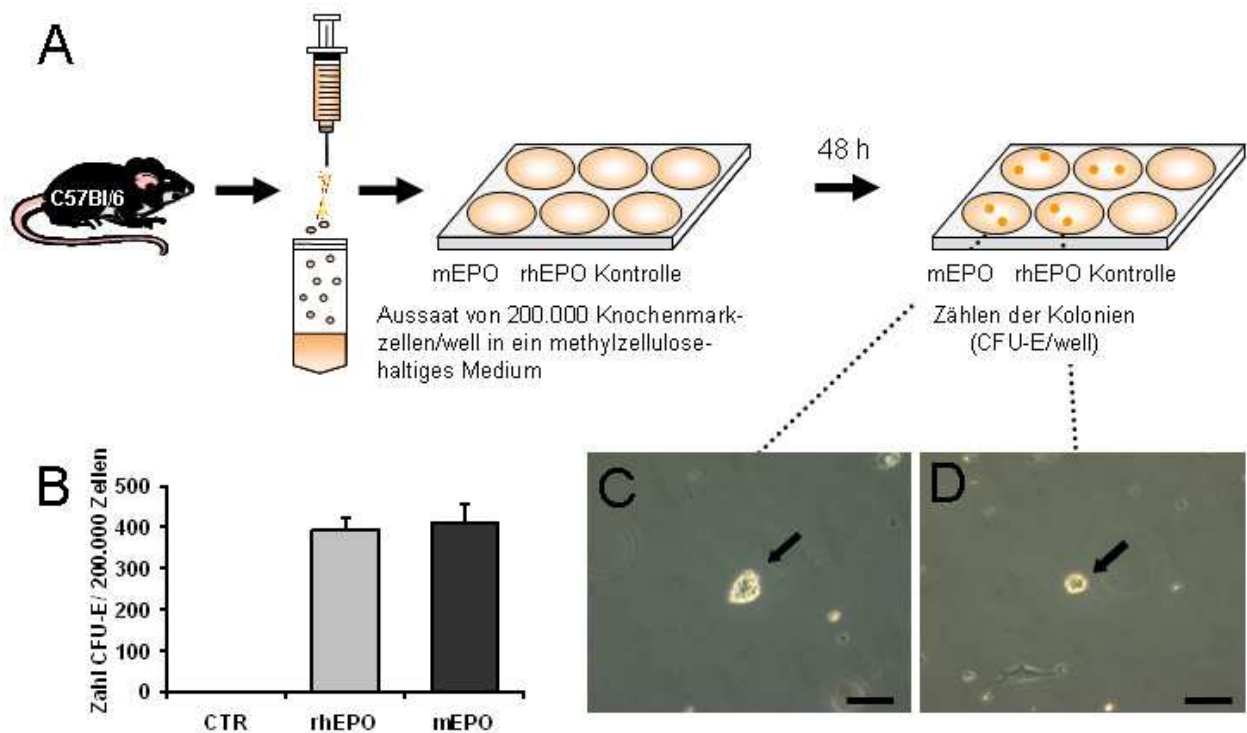 A
C57Bl/6
48 h
mEPO rhEPO Kontrolle
mEPO rhEPO Kontrolle
Aussaat von 200.000 Knochenmark-
zellen/well in ein methylzellulose-
haltiges Medium
Zählen der Kolonien
(CFU-E/well)
B
Zahl CFU-E / 200.000 Zellen
500
400
300
200
100
0
CTR rhEPO mEPO
C
D